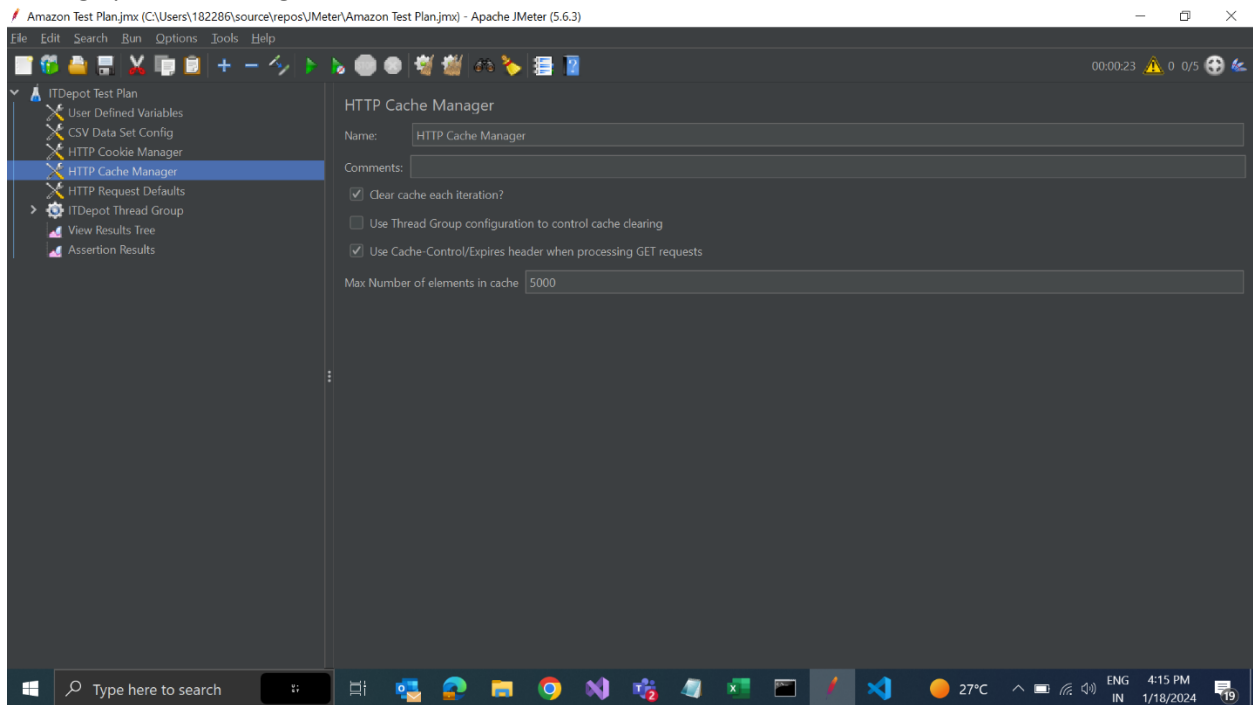 Amazon Test Plan.jmx (C:\Users\182286\source\repos\JMeter\Amazon Test Plan.jmx) - Apache JMeter (5.6.3)
File Edit Search Run Options Tools Help
00:00:23 0 0/5
ITDepot Test Plan
User Defined Variables
CSV Data Set Config
HTTP Cookie Manager
HTTP Cache Manager
HTTP Request Defaults
ITDepot Thread Group
View Results Tree
Assertion Results
HTTP Cache Manager
Name: HTTP Cache Manager
Comments:
Clear cache each iteration?
Use Thread Group configuration to control cache clearing
Use Cache-Control/Expires header when processing GET requests
Max Number of elements in cache 5000
Type here to search
27°C
ENG
IN
4:15 PM
1/18/2024
19